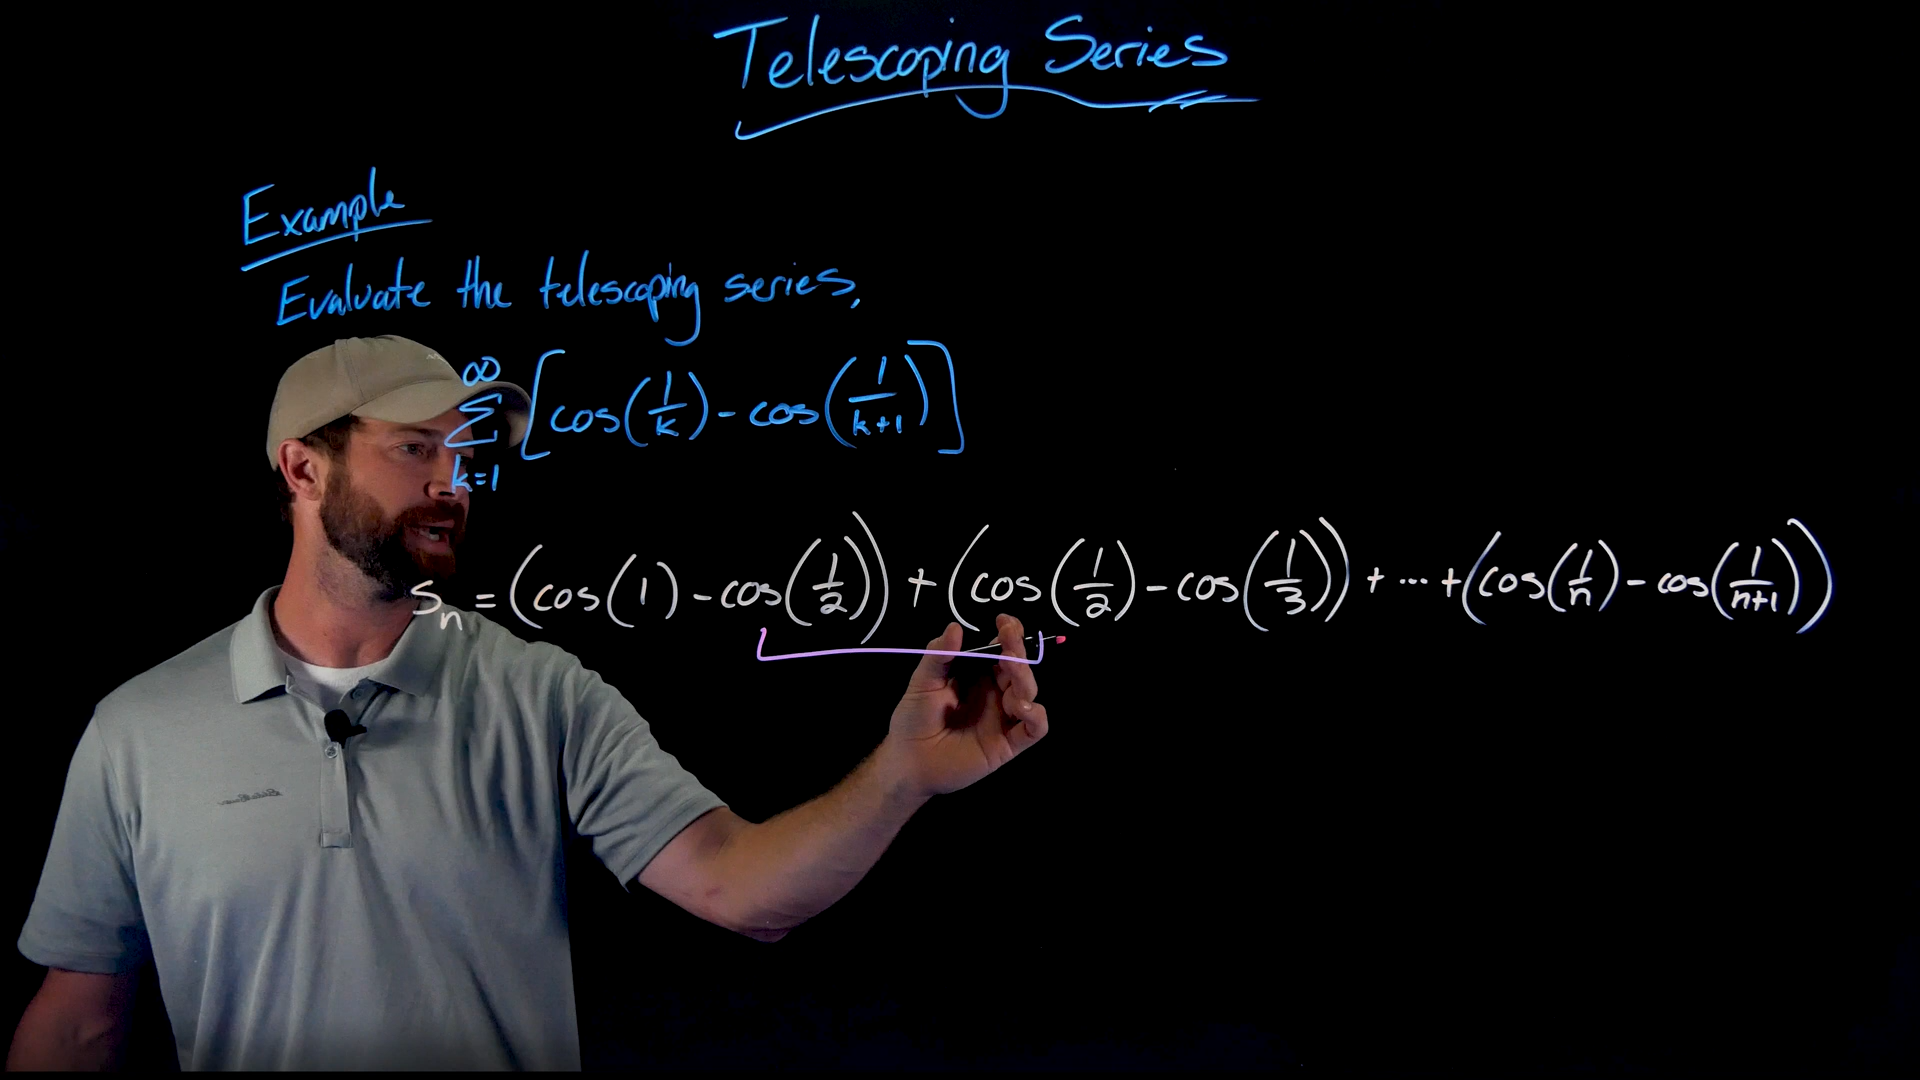 Telescoping Series
Example
Evaluate the telescoping series,
∞
∑ [cos(1/k) - cos(1/(k+1))]
k=1
Sₙ = (cos(1) - cos(1/2)) + (cos(1/2) - cos(1/3)) + ... + (cos(1/n) - cos(1/(n+1)))